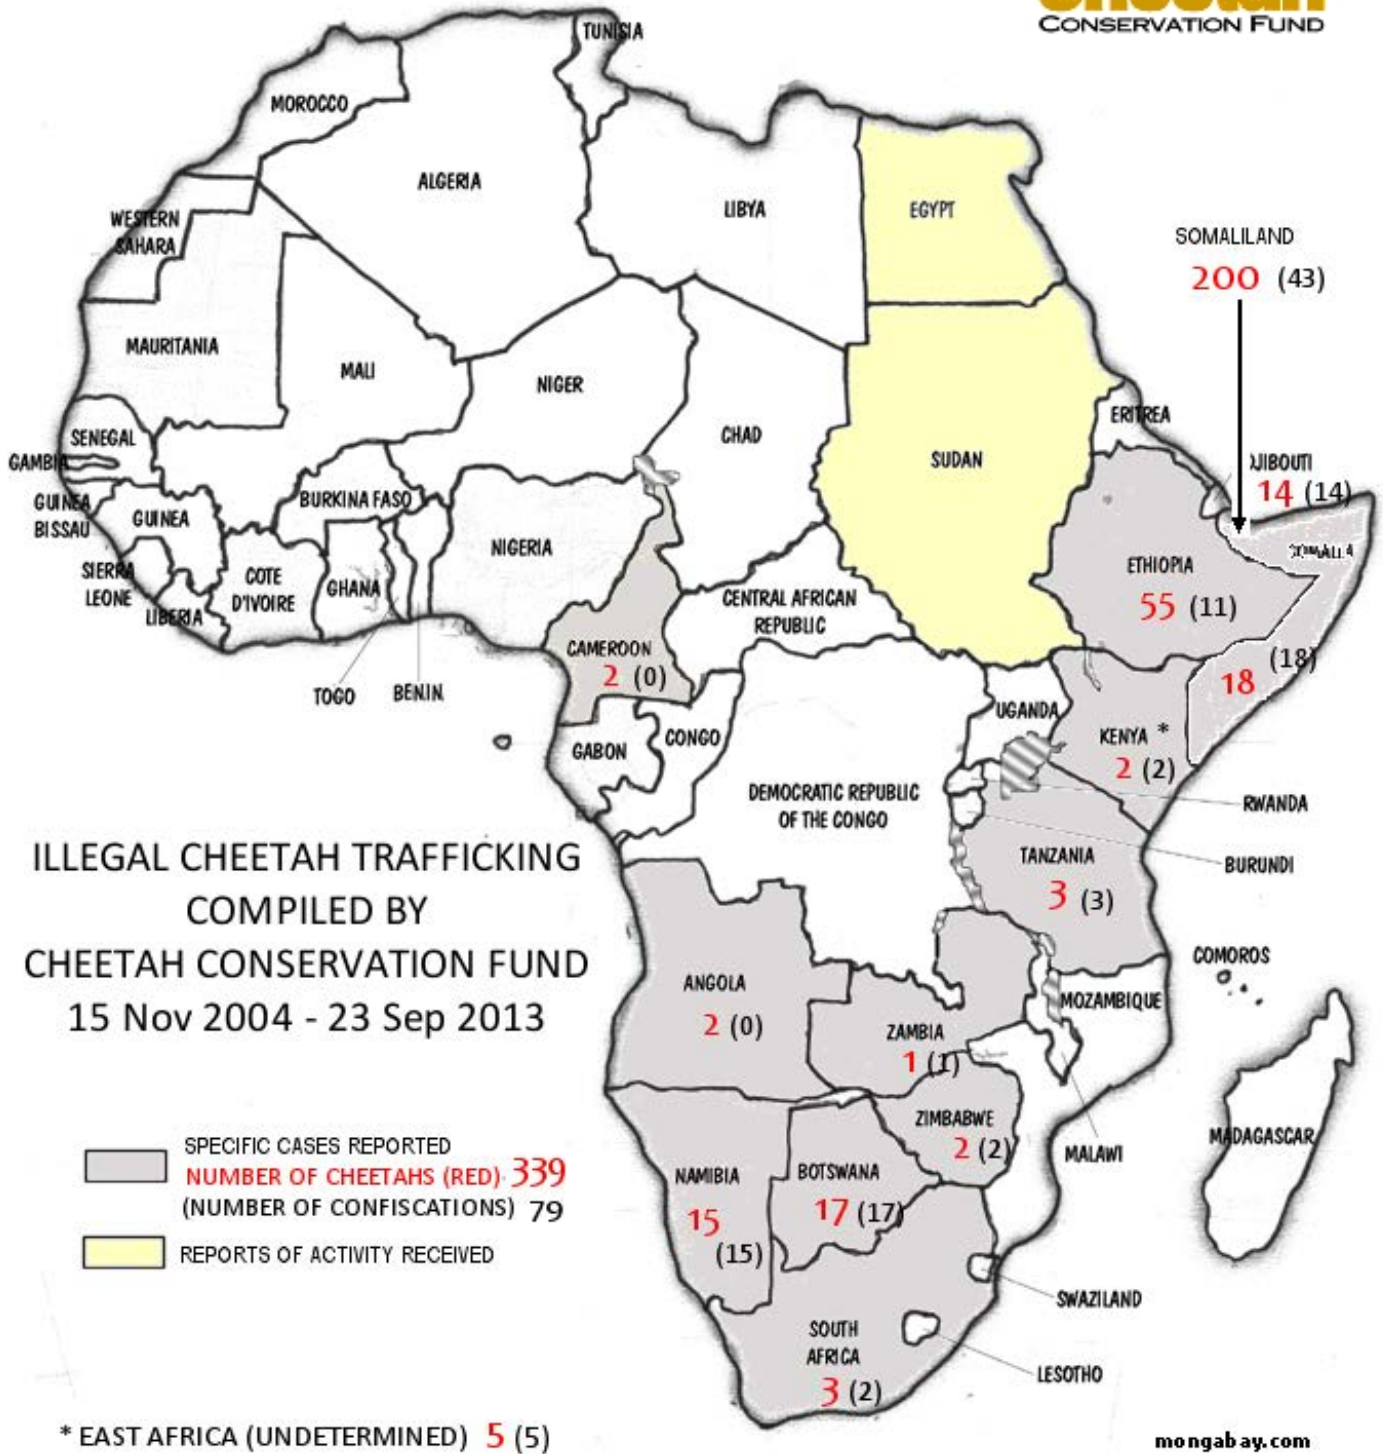 CONSERVATION FUND
TUNISIA
MOROCCO
ALGERIA
LIBYA
EGYPT
WESTERN
SAHARA
SOMALILAND
200 (43)
MAURITANIA
MALI
NIGER
CHAD
SUDAN
ERITREA
SENEGAL
GAMBIA
JIBOUTI
14 (14)
GUINEA
BISSAU
GUINEA
BURKINA FASO
NIGERIA
SOMALIA
ETHIOPIA
55 (11)
SIERRA
LEONE
LIBERIA
COTE
D'IVOIRE
GHANA
CENTRAL AFRICAN
REPUBLIC
CAMEROON
2 (0)
TOGO
BENIN
18 (18)
UGANDA
KENYA *
2 (2)
GABON
CONGO
DEMOCRATIC REPUBLIC
OF THE CONGO
RWANDA
BURUNDI
TANZANIA
3 (3)
ILLEGAL CHEETAH TRAFFICKING
COMPILED BY
CHEETAH CONSERVATION FUND
15 Nov 2004 - 23 Sep 2013
COMOROS
ANGOLA
2 (0)
MOZAMBIQUE
ZAMBIA
1 (1)
ZIMBABWE
2 (2)
MALAWI
MADAGASCAR
NAMIBIA
15
(15)
BOTSWANA
17 (17)
SPECIFIC CASES REPORTED
NUMBER OF CHEETAHS (RED) 339
(NUMBER OF CONFISCATIONS) 79
REPORTS OF ACTIVITY RECEIVED
SWAZILAND
SOUTH
AFRICA
3 (2)
LESOTHO
* EAST AFRICA (UNDETERMINED) 5 (5)
mongabay.com